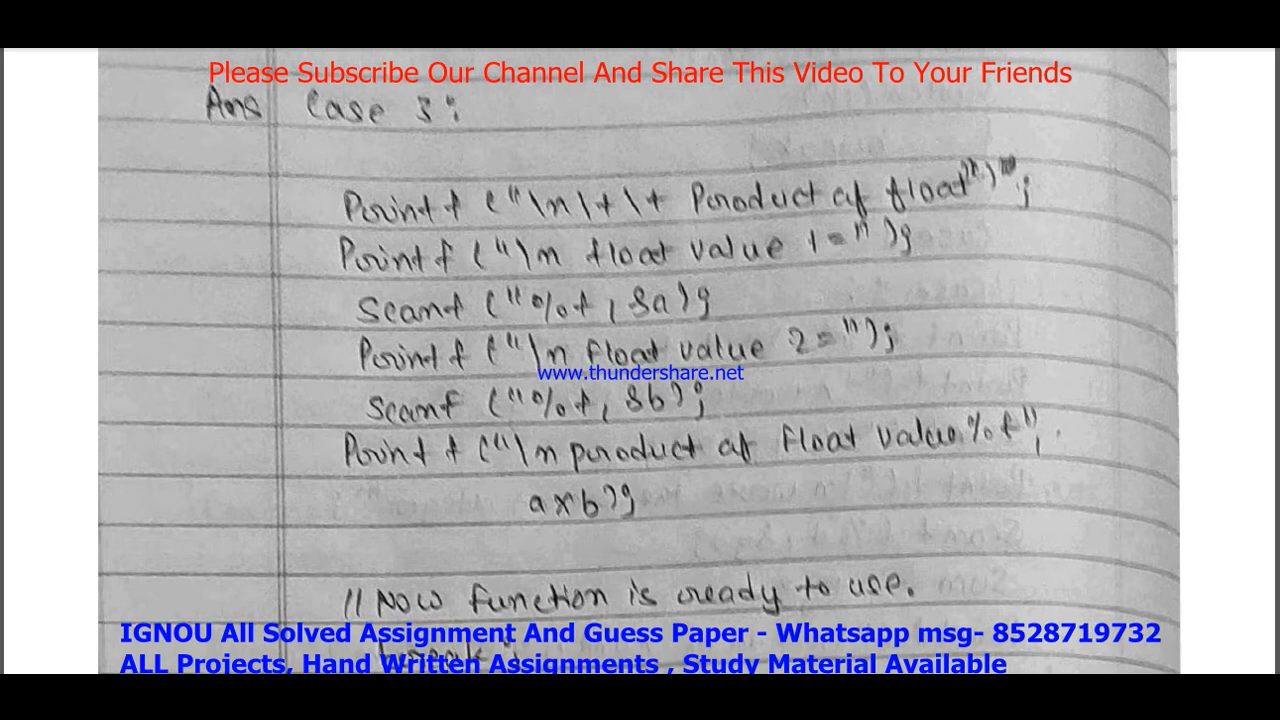 Please Subscribe Our Channel And Share This Video To Your Friends
Ans Case 3:
Printf ("\n\t\t Product of float");
Printf ("\n float value 1=");
Scanf ("%f, &a);
Printf ("\n float value 2=");
www.thundershare.net
Scanf ("%f, &b);
Printf ("\n product of float value %f",
a×b);
// Now function is ready to use.
IGNOU All Solved Assignment And Guess Paper - Whatsapp msg- 8528719732
ALL Projects, Hand Written Assignments , Study Material Available